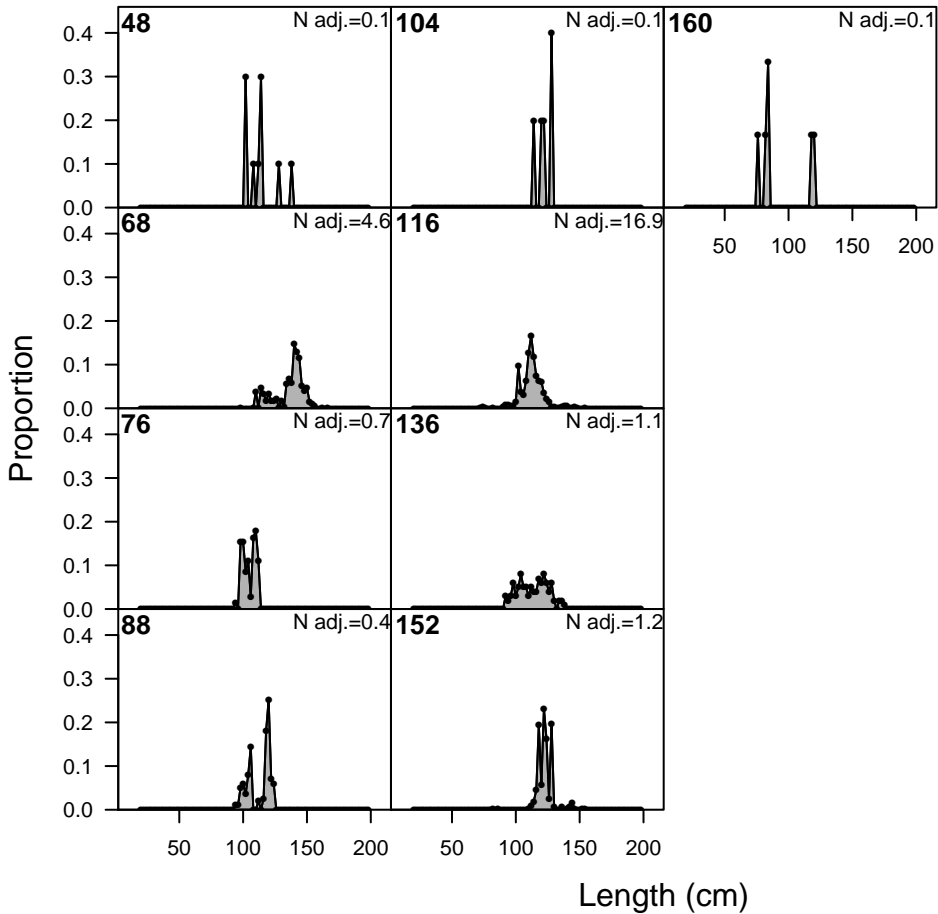 48 N adj.=0.1
104 N adj.=0.1
160 N adj.=0.1
0.4
0.3
0.2
0.1
0.0
68 N adj.=4.6
116 N adj.=16.9
50 100 150 200
0.4
0.3
0.2
0.1
0.0
76 N adj.=0.7
136 N adj.=1.1
0.4
0.3
0.2
0.1
0.0
88 N adj.=0.4
152 N adj.=1.2
0.4
0.3
0.2
0.1
0.0
50 100 150 200
50 100 150 200
Proportion
Length (cm)